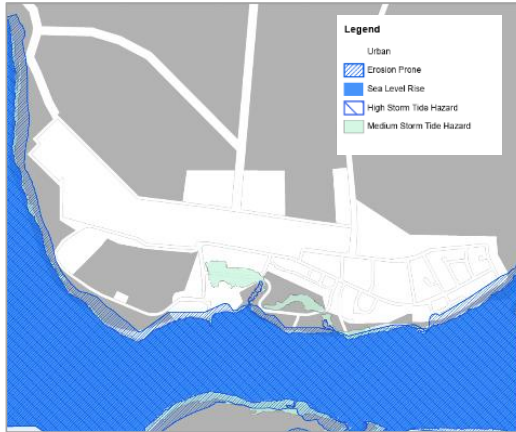 Legend
Urban
Erosion Prone
Sea Level Rise
High Storm Tide Hazard
Medium Storm Tide Hazard